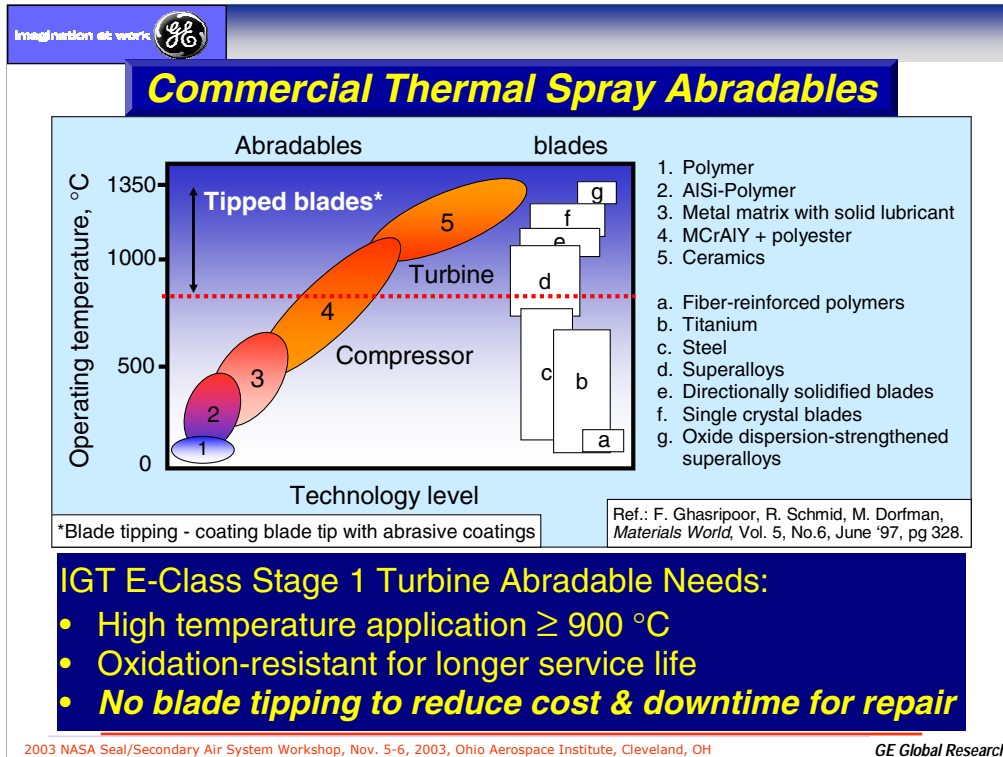 imagination at work
GE
Commercial Thermal Spray Abradables
Abradables
blades
Operating temperature, °C
1350
1000
500
0
Tipped blades*
Turbine
Compressor
1
2
3
4
5
g
f
e
d
c
b
a
Technology level
1. Polymer
2. AlSi-Polymer
3. Metal matrix with solid lubricant
4. MCrAlY + polyester
5. Ceramics
a. Fiber-reinforced polymers
b. Titanium
c. Steel
d. Superalloys
e. Directionally solidified blades
f. Single crystal blades
g. Oxide dispersion-strengthened
superalloys
*Blade tipping - coating blade tip with abrasive coatings
Ref.: F. Ghasripoor, R. Schmid, M. Dorfman,
Materials World, Vol. 5, No.6, June ‘97, pg 328.
IGT E-Class Stage 1 Turbine Abradable Needs:
• High temperature application ≥ 900 °C
• Oxidation-resistant for longer service life
• No blade tipping to reduce cost & downtime for repair
2003 NASA Seal/Secondary Air System Workshop, Nov. 5-6, 2003, Ohio Aerospace Institute, Cleveland, OH
GE Global Research